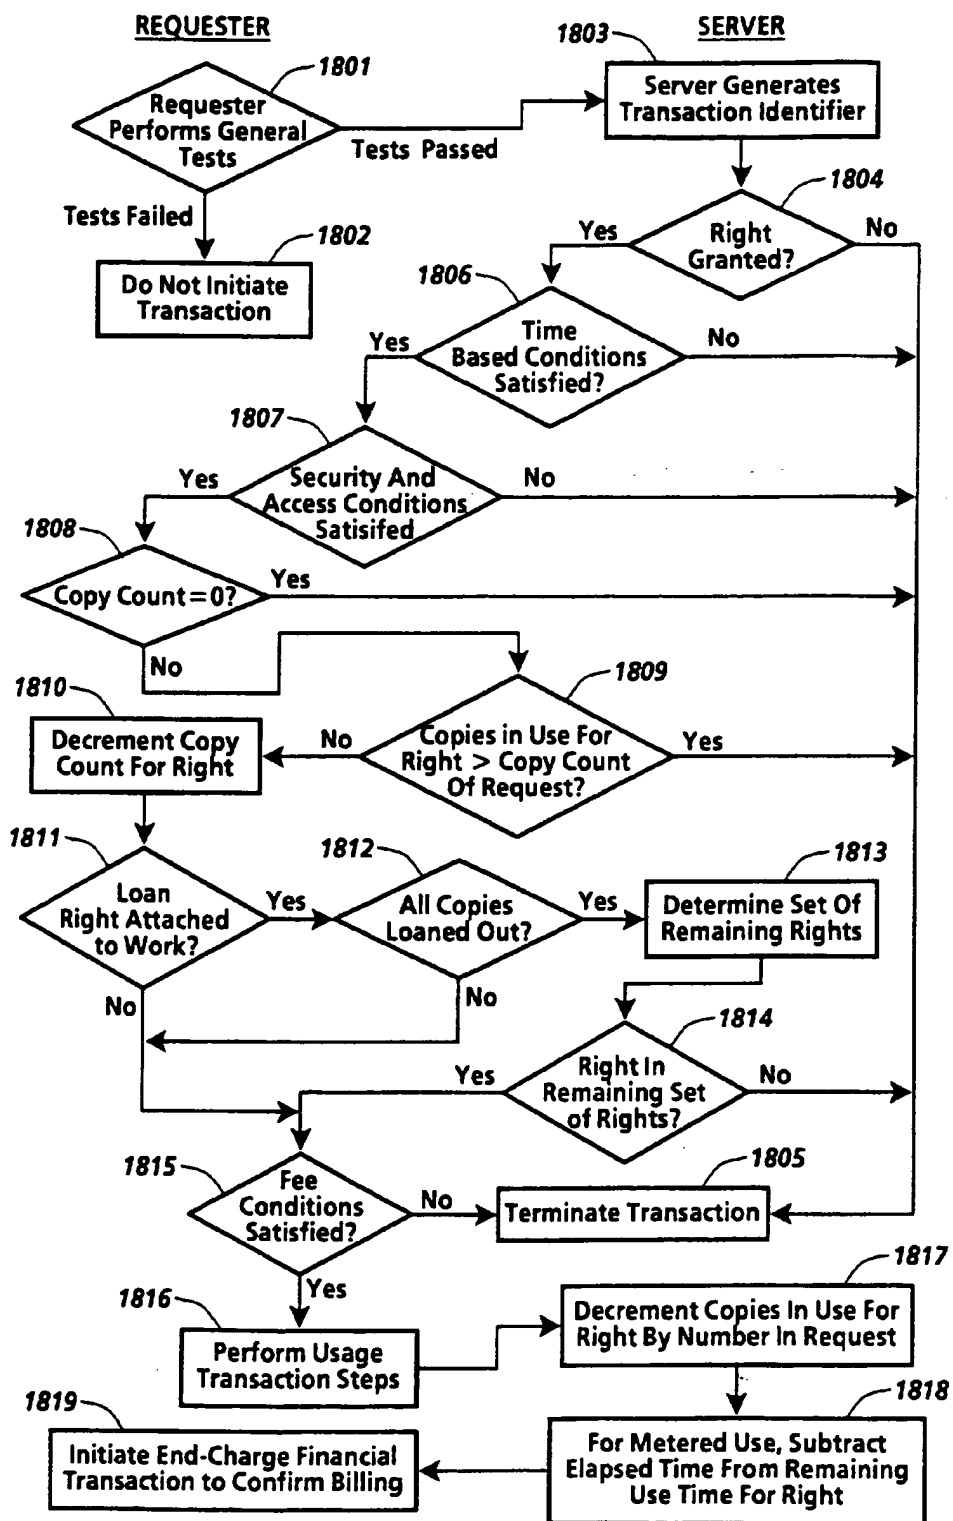 REQUESTER
SERVER
1801
1803
Requester
Performs General
Tests
Server Generates
Transaction Identifier
Tests Passed
Tests Failed
1802
Do Not Initiate
Transaction
1804
Right
Granted?
Yes
No
1806
Time
Based Conditions
Satisfied?
Yes
No
1807
Security And
Access Conditions
Satisifed
Yes
No
1808
Copy Count=0?
Yes
No
1809
Copies in Use For
Right > Copy Count
Of Request?
No
Yes
1810
Decrement Copy
Count For Right
1811
Loan
Right Attached
to Work?
Yes
No
1812
All Copies
Loaned Out?
Yes
No
1813
Determine Set Of
Remaining Rights
1814
Right In
Remaining Set
of Rights?
Yes
No
1815
Fee
Conditions
Satisfied?
No
Yes
1805
Terminate Transaction
1816
Perform Usage
Transaction Steps
1817
Decrement Copies In Use For
Right By Number In Request
1818
For Metered Use, Subtract
Elapsed Time From Remaining
Use Time For Right
1819
Initiate End-Charge Financial
Transaction to Confirm Billing